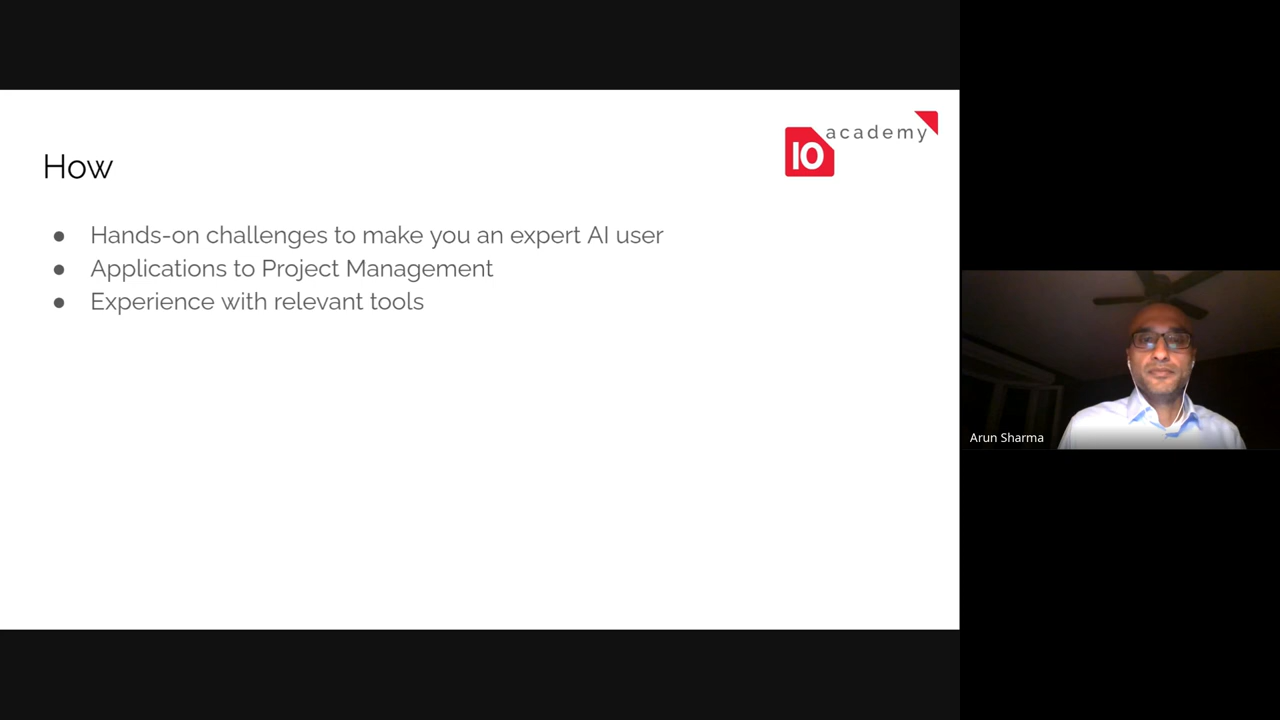 10 academy
How
● Hands-on challenges to make you an expert AI user
● Applications to Project Management
● Experience with relevant tools
Arun Sharma